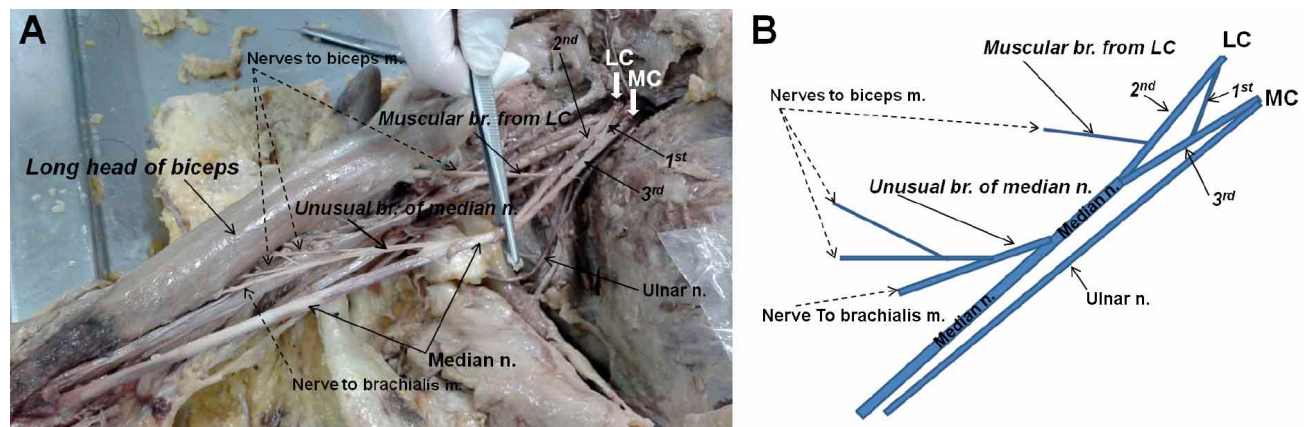 A
Nerves to biceps m.
2nd
LC
MC
Muscular br. from LC
1st
Long head of biceps
3rd
Unusual br. of median n.
Ulnar n.
Median n.
Nerve to brachialis m.
B
Muscular br. from LC
LC
2nd
1st
MC
Nerves to biceps m.
Unusual br. of median n.
3rd
Median n.
Ulnar n.
Nerve To brachialis m.
Median n.